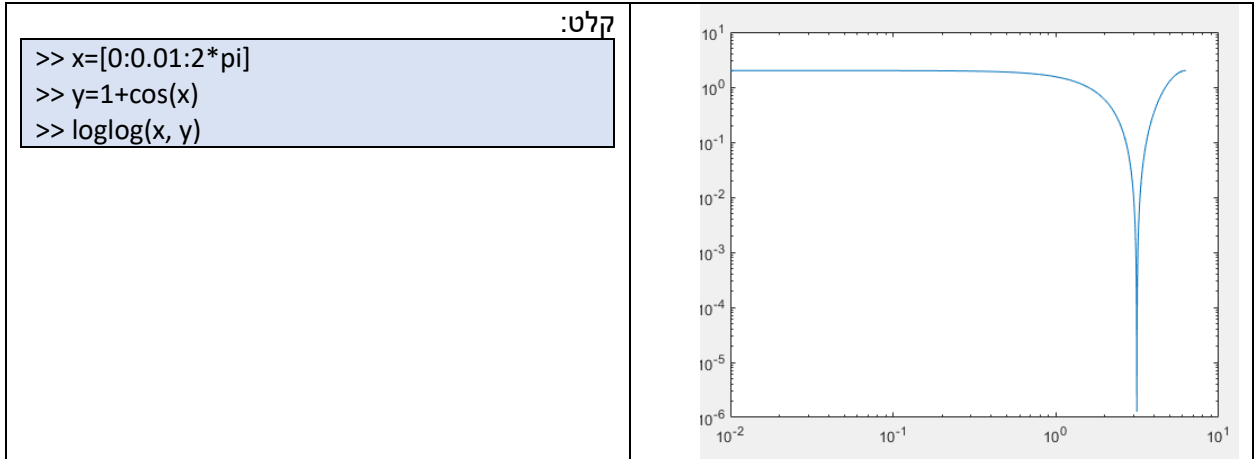 קלט:
>> x=[0:0.01:2*pi]
>> y=1+cos(x)
>> loglog(x, y)
10^1
10^0
10^-1
10^-2
10^-3
10^-4
10^-5
10^-6
10^-2 10^-1 10^0 10^1